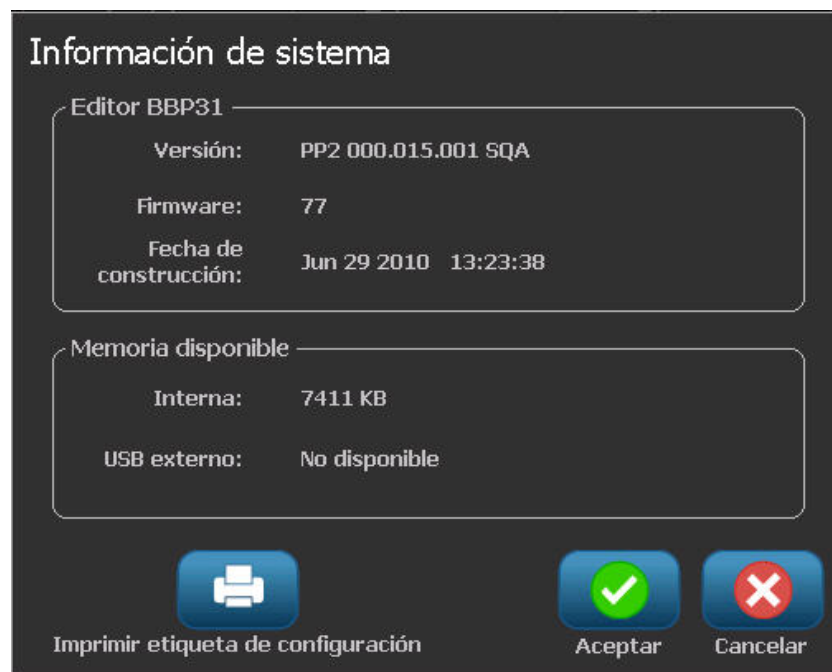 Información de sistema
Editor BBP31
Versión: PP2 000.015.001 SQA
Firmware: 77
Fecha de
construcción: Jun 29 2010 13:23:38
Memoria disponible
Interna: 7411 KB
USB externo: No disponible
Imprimir etiqueta de configuración
Aceptar
Cancelar